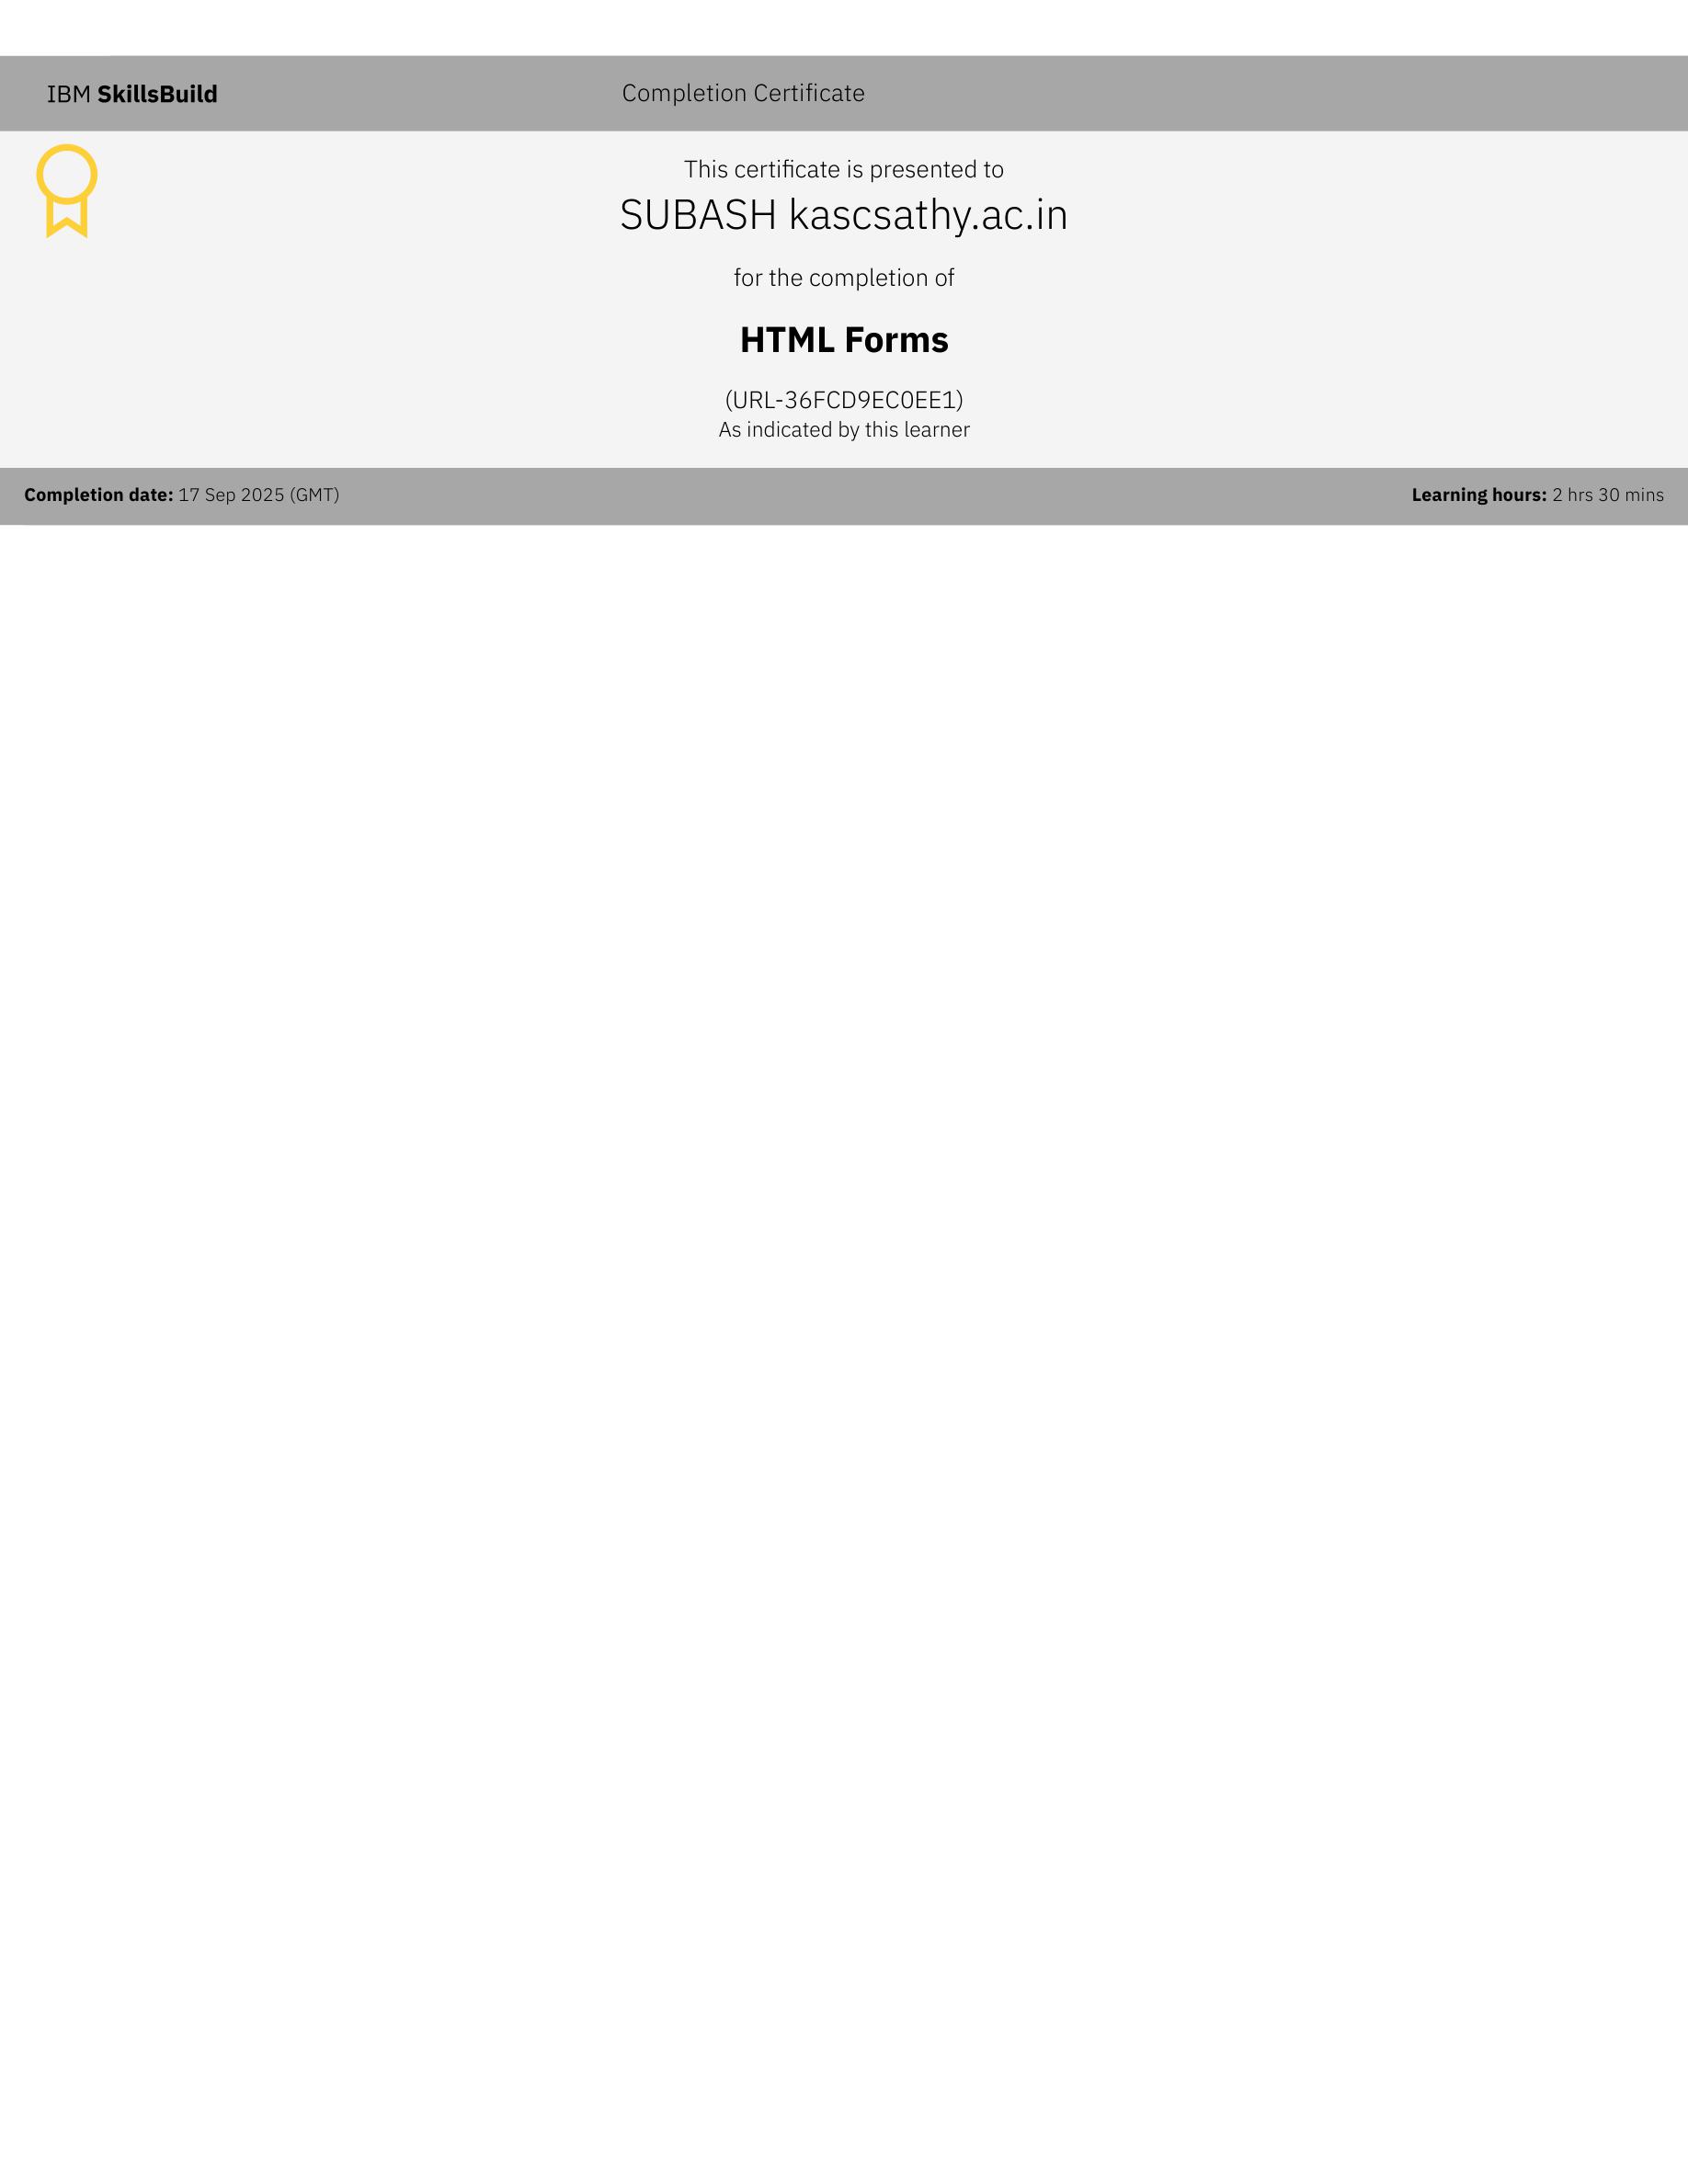 IBM SkillsBuild
Completion Certificate
This certificate is presented to
SUBASH kascsathy.ac.in
for the completion of
HTML Forms
(URL-36FCD9EC0EE1)
As indicated by this learner
Completion date: 17 Sep 2025 (GMT)
Learning hours: 2 hrs 30 mins